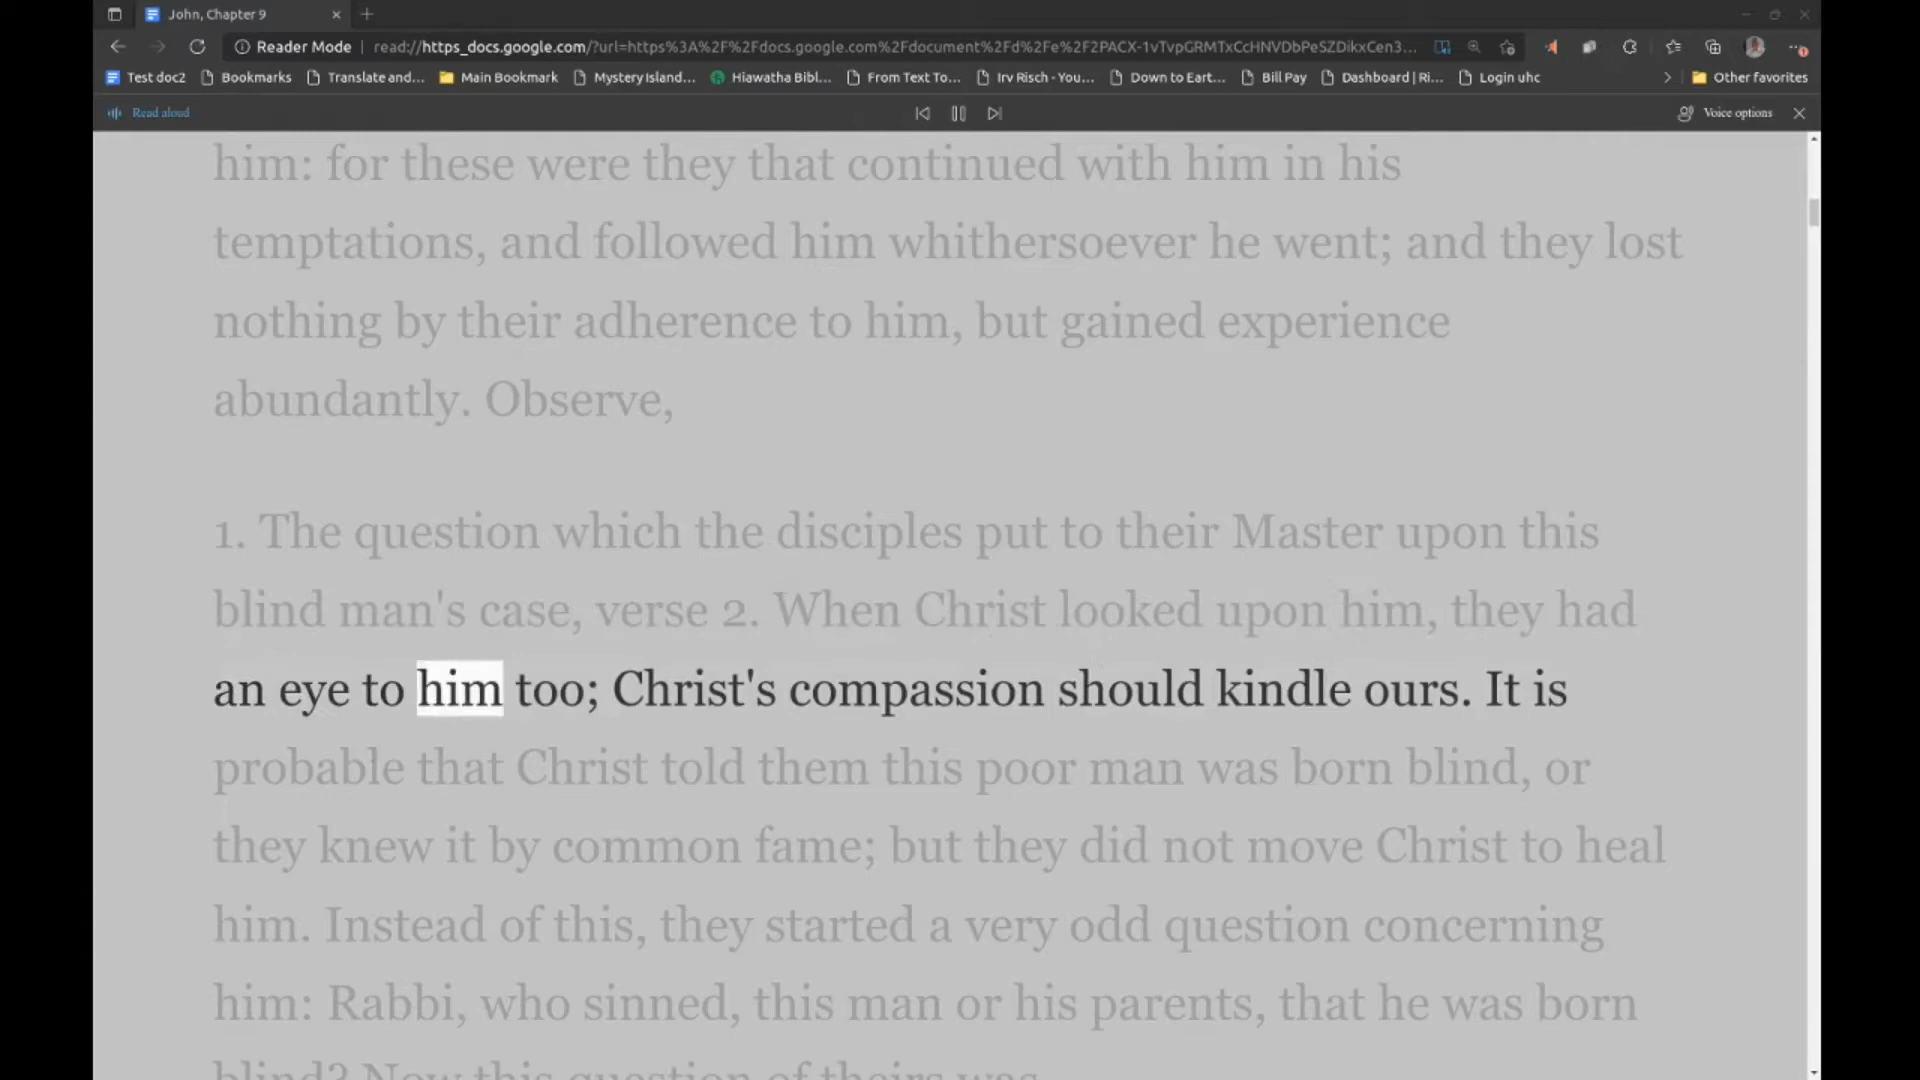 John, Chapter 9
Reader Mode | read://https_docs.google.com/?url=https%3A%2F%2Fdocs.google.com%2Fdocument%2Fd%2Fe%2F2PACX-1vTvpGRMTxCcHNVDbPeSZDikxCen3...
Test doc2 Bookmarks Translate and... Main Bookmark Mystery Island... Hiawatha Bibl... From Text To... Irv Risch - You... Down to Eart... Bill Pay Dashboard | Ri... Login uhc Other favorites
Read aloud Voice options
him: for these were they that continued with him in his
temptations, and followed him whithersoever he went; and they lost
nothing by their adherence to him, but gained experience
abundantly. Observe,
1. The question which the disciples put to their Master upon this
blind man's case, verse 2. When Christ looked upon him, they had
an eye to him too; Christ's compassion should kindle ours. It is
probable that Christ told them this poor man was born blind, or
they knew it by common fame; but they did not move Christ to heal
him. Instead of this, they started a very odd question concerning
him: Rabbi, who sinned, this man or his parents, that he was born
blind? Now this question of theirs was